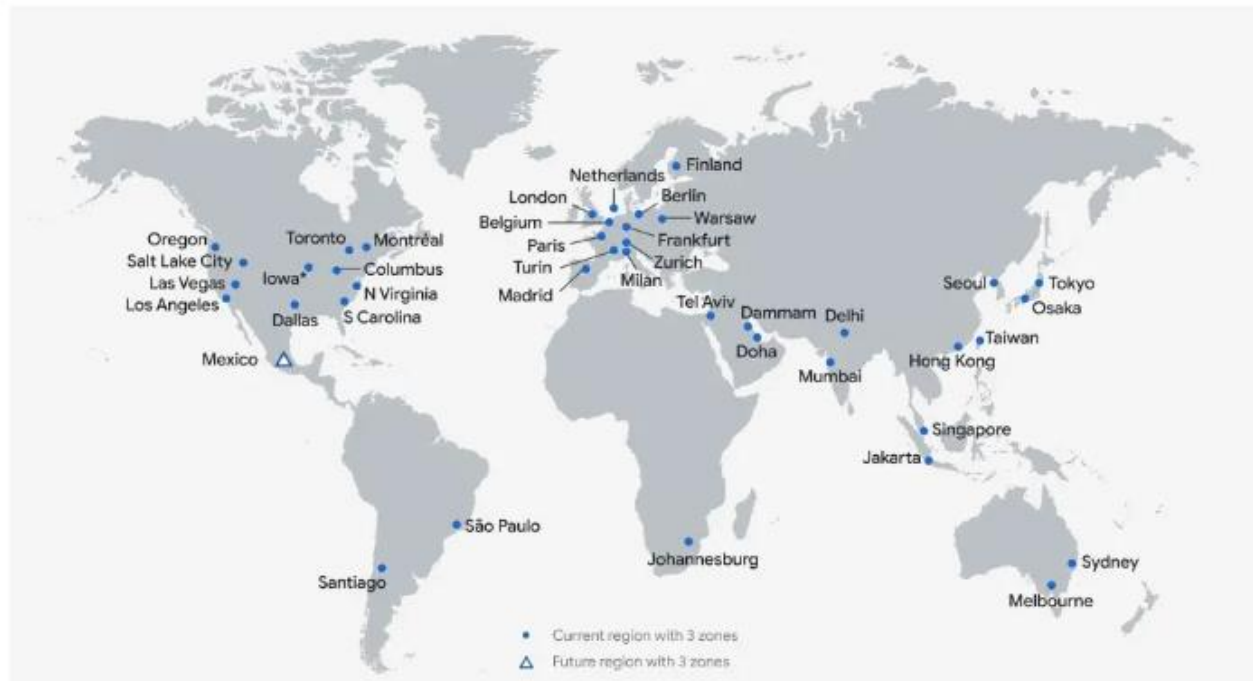 Finland
Netherlands
London
Berlin
Belgium
Warsaw
Paris
Frankfurt
Turin
Zurich
Madrid
Milan
Oregon
Toronto
Montréal
Salt Lake City
Iowa*
Columbus
Las Vegas
N Virginia
Los Angeles
Dallas
S Carolina
Mexico
Tel Aviv
Dammam
Delhi
Doha
Mumbai
Seoul
Tokyo
Osaka
Taiwan
Hong Kong
Singapore
Jakarta
São Paulo
Santiago
Johannesburg
Sydney
Melbourne
Current region with 3 zones
Future region with 3 zones